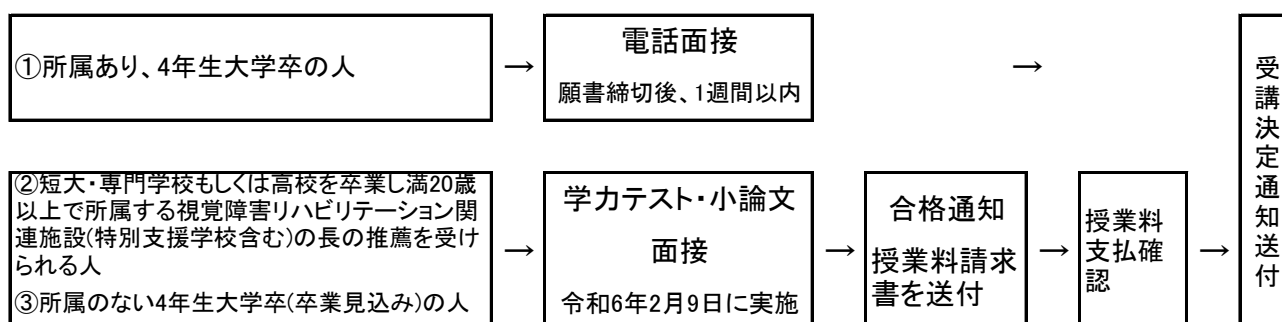 ①所属あり、4年生大学卒の人
→
電話面接
願書締切後、1週間以内
→
②短大・専門学校もしくは高校を卒業し満20歳
以上で所属する視覚障害リハビリテーション関
連施設(特別支援学校含む)の長の推薦を受け
られる人
③所属のない4年生大学卒(卒業見込み)の人
→
学力テスト・小論文
面接
令和6年2月9日に実施
→
合格通知
授業料請求
書を送付
→
授業料
支払確
認
→
受講決定通知送付